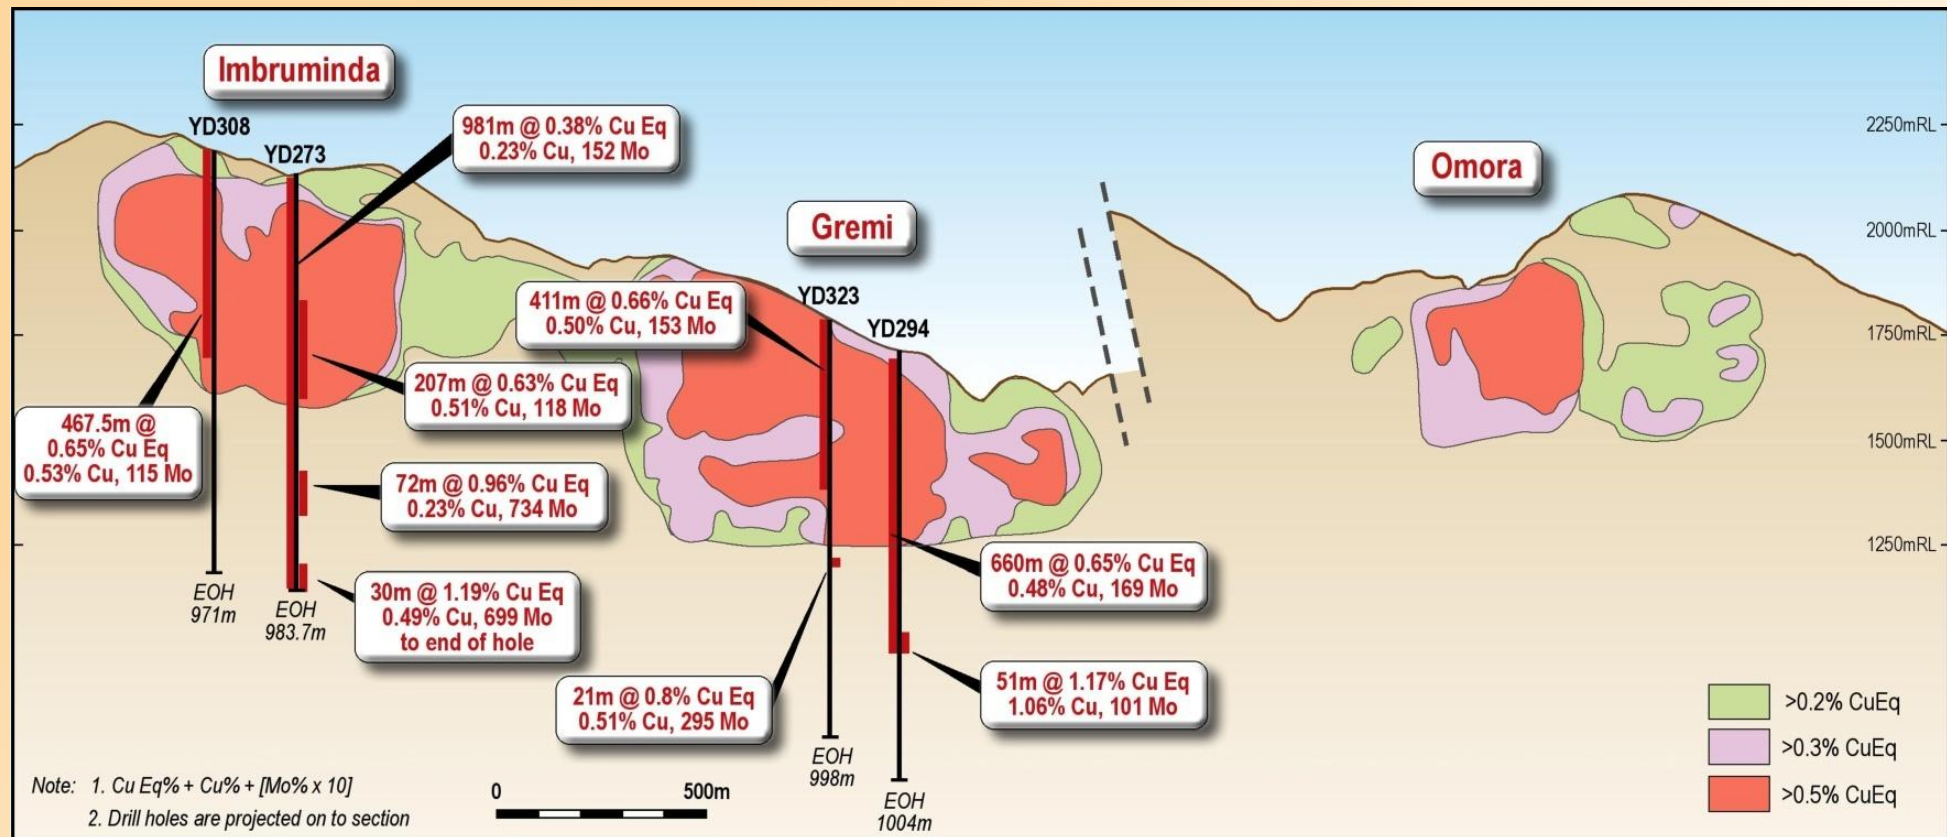 Imbruminda
YD308
YD273
981m @ 0.38% Cu Eq
0.23% Cu, 152 Mo
467.5m @
0.65% Cu Eq
0.53% Cu, 115 Mo
207m @ 0.63% Cu Eq
0.51% Cu, 118 Mo
72m @ 0.96% Cu Eq
0.23% Cu, 734 Mo
30m @ 1.19% Cu Eq
0.49% Cu, 699 Mo
to end of hole
EOH
971m
EOH
983.7m
Gremi
YD323
YD294
411m @ 0.66% Cu Eq
0.50% Cu, 153 Mo
660m @ 0.65% Cu Eq
0.48% Cu, 169 Mo
21m @ 0.8% Cu Eq
0.51% Cu, 295 Mo
51m @ 1.17% Cu Eq
1.06% Cu, 101 Mo
EOH
998m
EOH
1004m
Omora
2250mRL
2000mRL
1750mRL
1500mRL
1250mRL
>0.2% CuEq
>0.3% CuEq
>0.5% CuEq
Note: 1. Cu Eq% + Cu% + [Mo% x 10]
2. Drill holes are projected on to section
0 500m